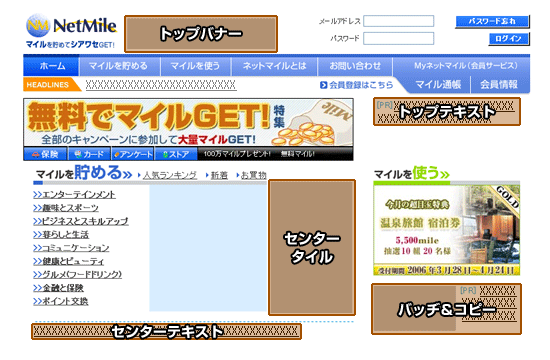 NM NetMile
マイルを貯めてシアワセGET!
トップバナー
メールアドレス
パスワード忘れ
パスワード
ログイン
ホーム マイルを貯める マイルを使う ネットマイルとは お問い合わせ Myネットマイル(会員サービス)
HEADLINES XXXXXXXXXXXXXXXXXXXXXXXXX 会員登録はこちら マイル通帳 会員情報
無料でマイルGET! 特集
全部のキャンペーンに参加して大量マイルGET!
保険 カード アンケート ストア 100万マイルプレゼント! 無料マイル!
[PR]
トップテキスト
マイルを貯める 人気ランキング 新着 お買物
>>エンターテインメント
>>趣味とスポーツ
>>ビジネスとスキルアップ
>>暮らしと生活
>>コミュニケーション
>>健康とビューティ
>>グルメ(フードドリンク)
>>金融と保険
>>ポイント交換
センター
タイル
センターテキスト
マイルを使う
GOLD
今月の超目玉特典
温泉旅館 宿泊券
5,500mile
抽選10組20名様
受付期間 2006年3月28日~4月24日
[PR]
バッチ&コピー